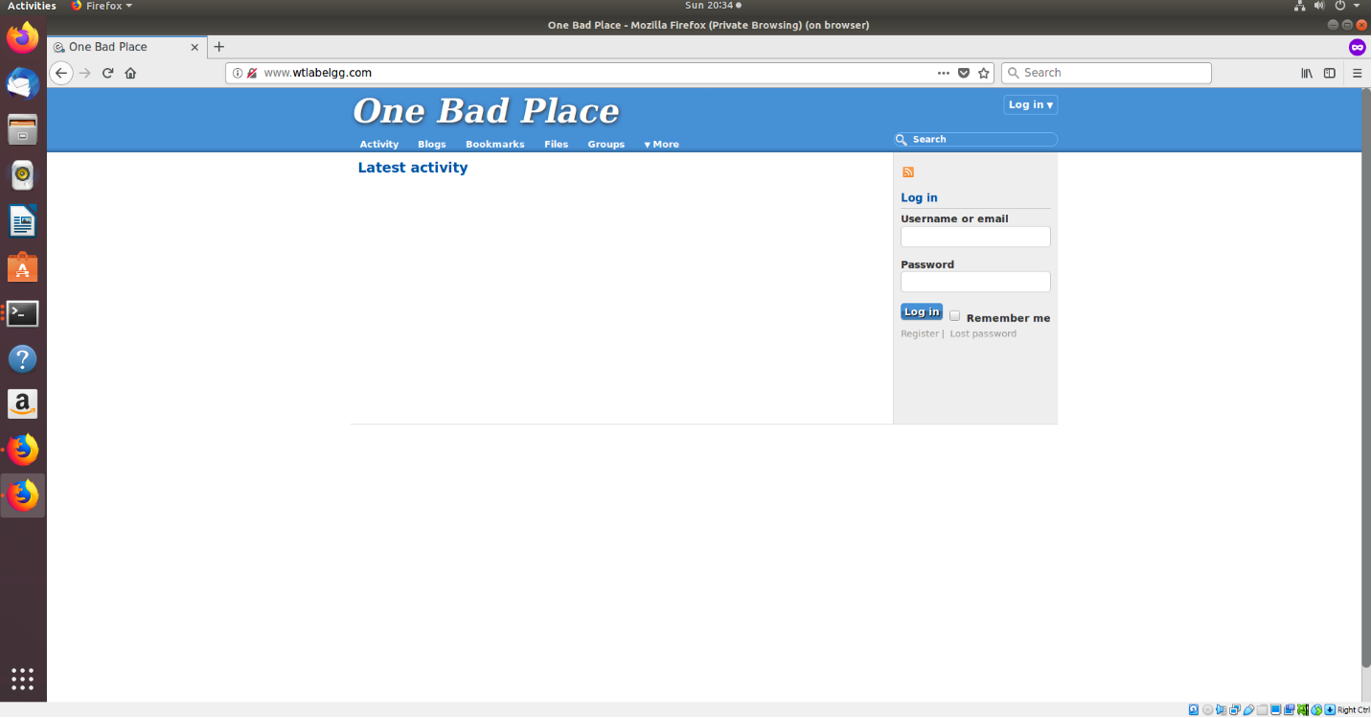 Activities Firefox Sun 20:34
One Bad Place - Mozilla Firefox (Private Browsing) (on browser)
One Bad Place
www.wtlabelgg.com Search
One Bad Place Log in ▾
Activity Blogs Bookmarks Files Groups ▾ More Search
Latest activity
Log in
Username or email
Password
Log in Remember me
Register | Lost password
Right Ctrl